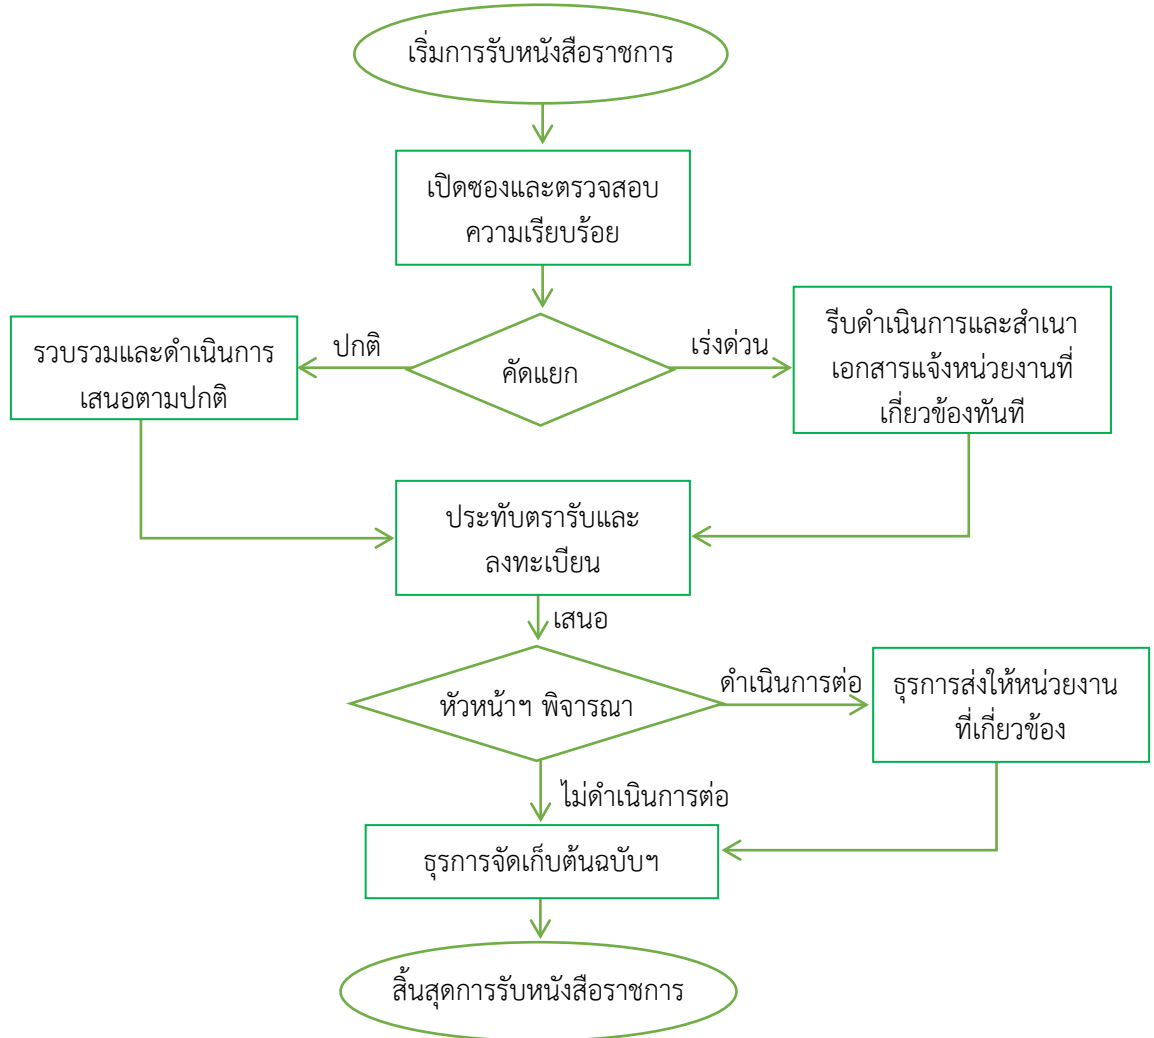 เริ่มการรับหนังสือราชการ
เปิดซองและตรวจสอบ
ความเรียบร้อย
ปกติ
คัดแยก
เร่งด่วน
รวบรวมและดำเนินการ
เสนอตามปกติ
รีบดำเนินการและสำเนา
เอกสารแจ้งหน่วยงานที่
เกี่ยวข้องทันที
ประทับตรารับและ
ลงทะเบียน
เสนอ
หัวหน้าฯ พิจารณา
ดำเนินการต่อ
ธุรการส่งให้หน่วยงาน
ที่เกี่ยวข้อง
ไม่ดำเนินการต่อ
ธุรการจัดเก็บต้นฉบับฯ
สิ้นสุดการรับหนังสือราชการ